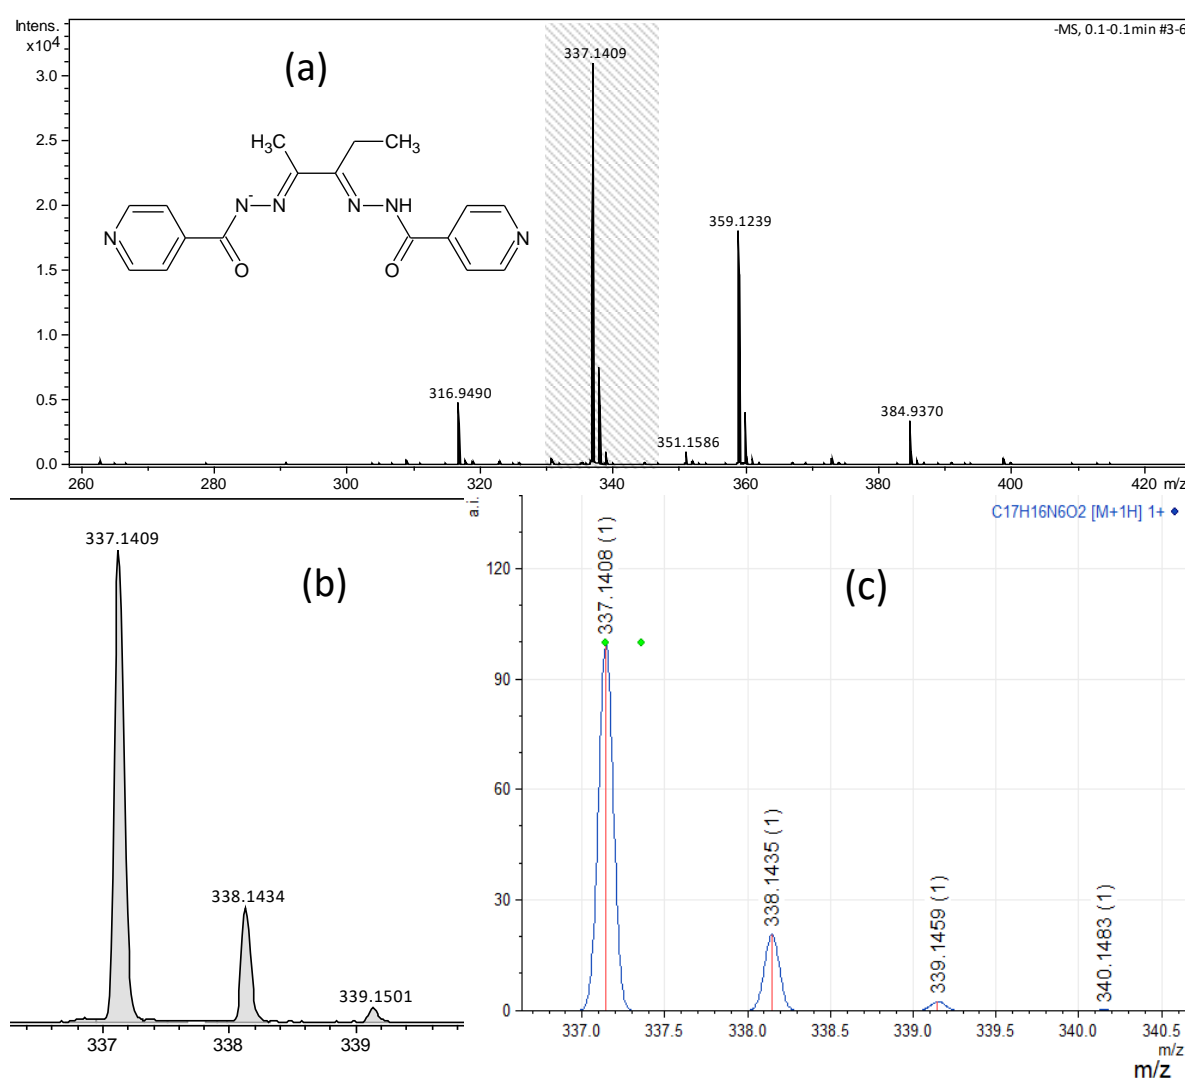 Intens.
x10⁴
-MS, 0.1-0.1min #3-6
(a)
337.1409
3.0
2.5
2.0
1.5
1.0
0.5
0.0
H₃C
CH₃
N⁻
N
N
NH
N
O
O
N
316.9490
351.1586
359.1239
384.9370
260
280
300
320
340
360
380
400
420
m/z
337.1409
(b)
338.1434
339.1501
337
338
339
a.i.
C17H16N6O2 [M+1H] 1+
(c)
337.1408 (1)
338.1435 (1)
339.1459 (1)
340.1483 (1)
120
90
60
30
0
337.0
337.5
338.0
338.5
339.0
339.5
340.0
340.5
m/z
m/z